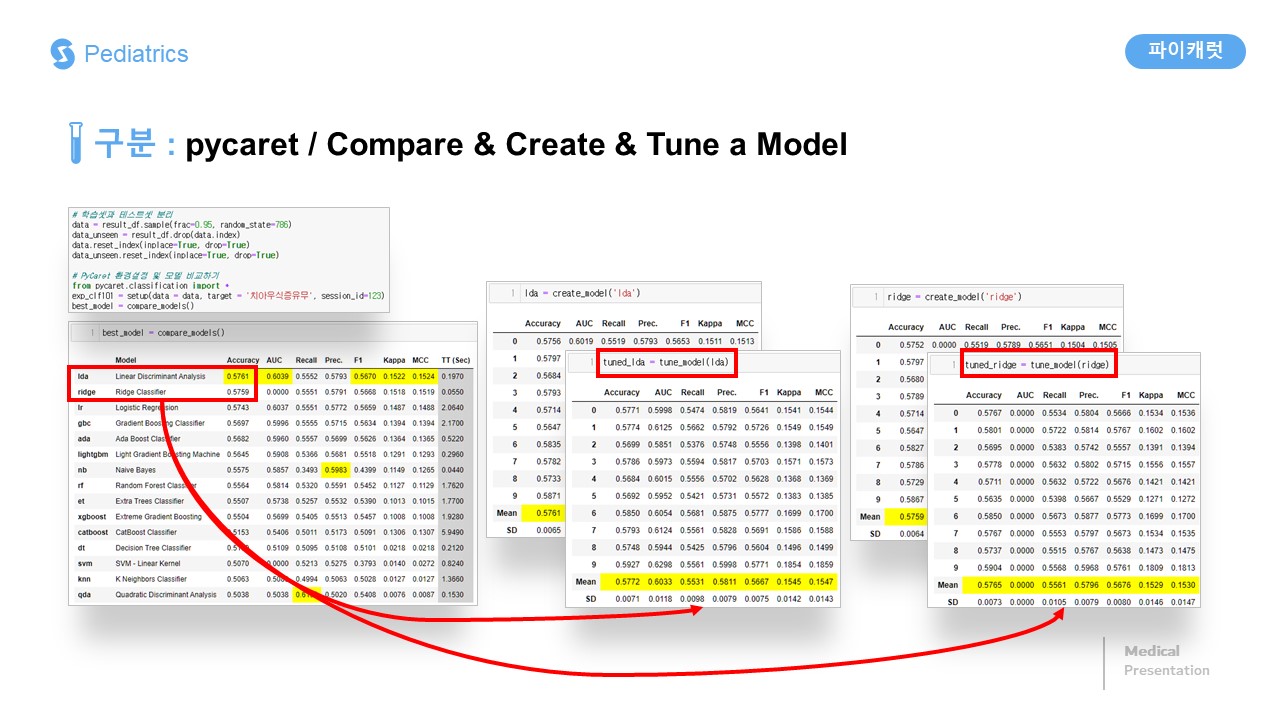 Pediatrics
파이캐럿
구분 : pycaret / Compare & Create & Tune a Model
# 학습셋과 테스트셋 분리
data = result_df.sample(frac=0.95, random_state=786)
data_unseen = result_df.drop(data.index)
data.reset_index(inplace=True, drop=True)
data_unseen.reset_index(inplace=True, drop=True)
# PyCaret 환경설정 및 모델 비교하기
from pycaret.classification import *
exp_clf101 = setup(data = data, target = '치아우식증유무', session_id=123)
best_model = compare_models()
1 best_model = compare_models()
Model Accuracy AUC Recall Prec. F1 Kappa MCC TT (Sec)
lda Linear Discriminant Analysis 0.5761 0.6039 0.5552 0.5793 0.5670 0.1522 0.1524 0.1970
ridge Ridge Classifier 0.5759 0.0000 0.5551 0.5791 0.5668 0.1518 0.1519 0.0550
lr Logistic Regression 0.5743 0.6037 0.5551 0.5772 0.5659 0.1487 0.1488 2.0640
gbc Gradient Boosting Classifier 0.5697 0.5996 0.5555 0.5715 0.5634 0.1394 0.1394 2.1700
ada Ada Boost Classifier 0.5682 0.5960 0.5557 0.5699 0.5626 0.1364 0.1365 0.5220
lightgbm Light Gradient Boosting Machine 0.5645 0.5908 0.5366 0.5681 0.5518 0.1291 0.1293 0.2960
nb Naive Bayes 0.5575 0.5857 0.3493 0.5983 0.4399 0.1149 0.1265 0.0440
rf Random Forest Classifier 0.5564 0.5814 0.5320 0.5591 0.5452 0.1127 0.1129 1.7620
et Extra Trees Classifier 0.5507 0.5738 0.5257 0.5532 0.5390 0.1013 0.1015 1.7700
xgboost Extreme Gradient Boosting 0.5504 0.5699 0.5405 0.5513 0.5457 0.1008 0.1008 1.9280
catboost CatBoost Classifier 0.5153 0.5406 0.5011 0.5173 0.5091 0.1306 0.1307 5.9490
dt Decision Tree Classifier 0.5109 0.5095 0.5108 0.5101 0.0218 0.0218 0.2120
svm SVM - Linear Kernel 0.5070 0.0000 0.5213 0.5275 0.3793 0.0140 0.0272 0.8240
knn K Neighbors Classifier 0.5063 0.4994 0.5063 0.5028 0.0127 0.0127 1.3660
qda Quadratic Discriminant Analysis 0.5038 0.5038 0.5020 0.5408 0.0076 0.0087 0.1530
1 lda = create_model('lda')
Accuracy AUC Recall Prec. F1 Kappa MCC
0 0.5756 0.6019 0.5519 0.5793 0.5653 0.1511 0.1513
1 0.5797
2 0.5684
3 0.5793
4 0.5714
5 0.5647
6 0.5835
7 0.5782
8 0.5733
9 0.5871
Mean 0.5761
SD 0.0065
1 tuned_lda = tune_model(lda)
Accuracy AUC Recall Prec. F1 Kappa MCC
0 0.5771 0.5998 0.5474 0.5819 0.5641 0.1541 0.1544
1 0.5774 0.6125 0.5662 0.5792 0.5726 0.1549 0.1549
2 0.5699 0.5851 0.5376 0.5748 0.5556 0.1398 0.1401
3 0.5786 0.5973 0.5594 0.5817 0.5703 0.1571 0.1573
4 0.5684 0.6015 0.5556 0.5702 0.5628 0.1368 0.1369
5 0.5692 0.5952 0.5421 0.5731 0.5572 0.1383 0.1385
6 0.5850 0.6054 0.5681 0.5875 0.5777 0.1699 0.1700
7 0.5793 0.6124 0.5561 0.5828 0.5691 0.1586 0.1588
8 0.5748 0.5944 0.5425 0.5796 0.5604 0.1496 0.1499
9 0.5927 0.6298 0.5561 0.5998 0.5771 0.1854 0.1859
Mean 0.5772 0.6033 0.5531 0.5811 0.5667 0.1545 0.1547
SD 0.0071 0.0118 0.0098 0.0079 0.0075 0.0142 0.0143
1 ridge = create_model('ridge')
Accuracy AUC Recall Prec. F1 Kappa MCC
0 0.5752 0.0000 0.5519 0.5789 0.5651 0.1504 0.1505
1 0.5797
2 0.5680
3 0.5789
4 0.5714
5 0.5647
6 0.5827
7 0.5786
8 0.5729
9 0.5867
Mean 0.5759
SD 0.0064
1 tuned_ridge = tune_model(ridge)
Accuracy AUC Recall Prec. F1 Kappa MCC
0 0.5767 0.0000 0.5534 0.5804 0.5666 0.1534 0.1536
1 0.5801 0.0000 0.5722 0.5814 0.5767 0.1602 0.1602
2 0.5695 0.0000 0.5383 0.5742 0.5557 0.1391 0.1394
3 0.5778 0.0000 0.5632 0.5802 0.5715 0.1556 0.1557
4 0.5711 0.0000 0.5632 0.5722 0.5676 0.1421 0.1421
5 0.5635 0.0000 0.5398 0.5667 0.5529 0.1271 0.1272
6 0.5850 0.0000 0.5673 0.5877 0.5773 0.1699 0.1700
7 0.5767 0.0000 0.5553 0.5797 0.5673 0.1534 0.1535
8 0.5737 0.0000 0.5515 0.5767 0.5638 0.1473 0.1475
9 0.5904 0.0000 0.5568 0.5968 0.5761 0.1809 0.1813
Mean 0.5765 0.0000 0.5561 0.5796 0.5676 0.1529 0.1530
SD 0.0073 0.0000 0.0105 0.0079 0.0080 0.0146 0.0147
Medical
Presentation